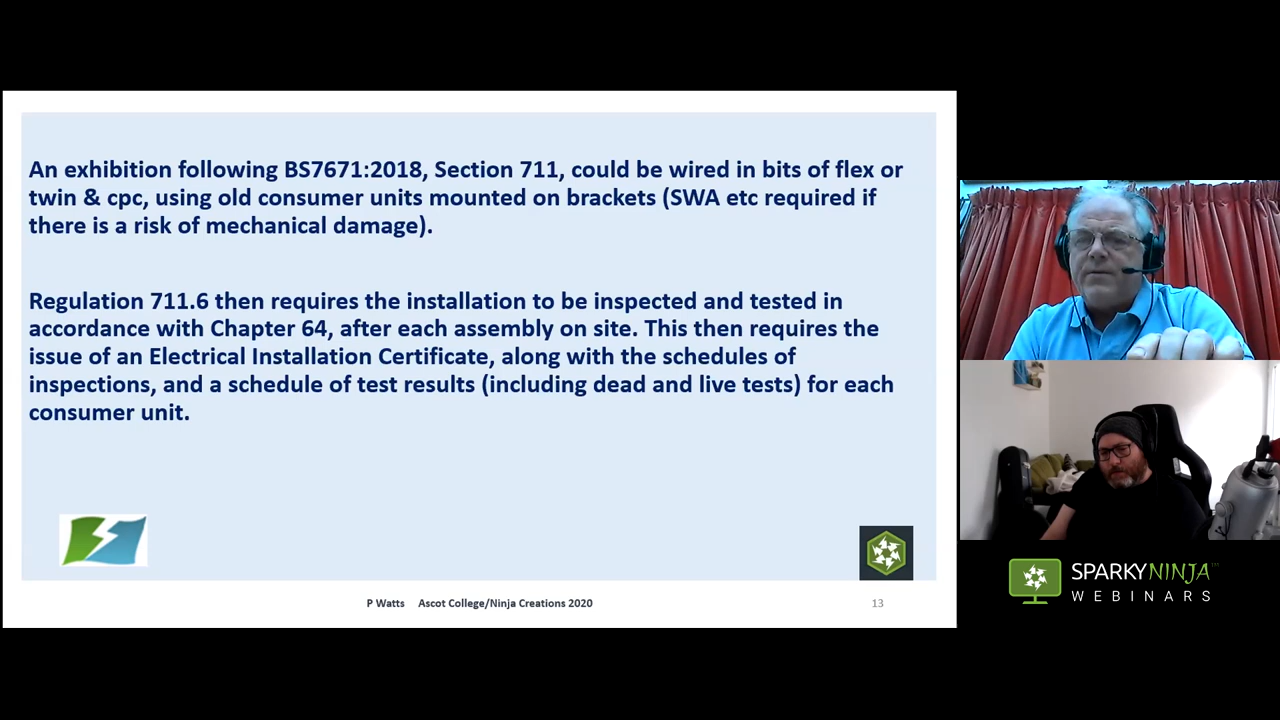 An exhibition following BS7671:2018, Section 711, could be wired in bits of flex or
twin & cpc, using old consumer units mounted on brackets (SWA etc required if
there is a risk of mechanical damage).
Regulation 711.6 then requires the installation to be inspected and tested in
accordance with Chapter 64, after each assembly on site. This then requires the
issue of an Electrical Installation Certificate, along with the schedules of
inspections, and a schedule of test results (including dead and live tests) for each
consumer unit.
P Watts Ascot College/Ninja Creations 2020
13
SPARKYNINJA™
WEBINARS